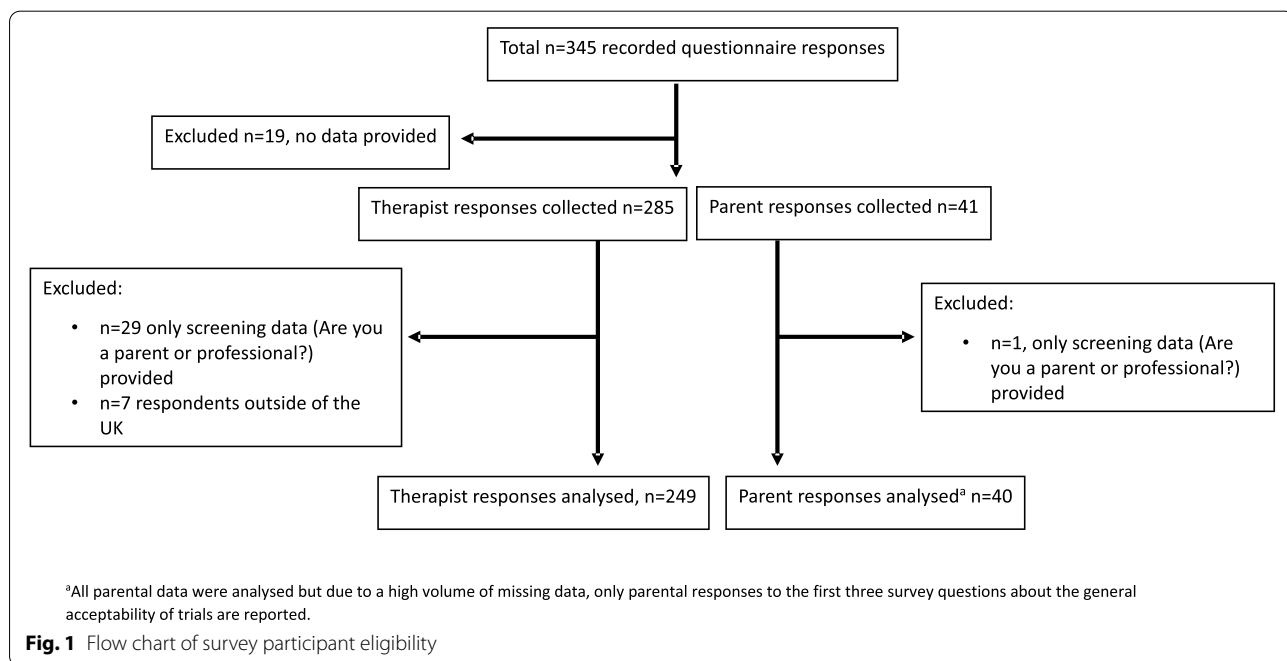 Total n=345 recorded questionnaire responses
Excluded n=19, no data provided
Therapist responses collected n=285
Parent responses collected n=41
Excluded:
• n=29 only screening data (Are you
a parent or professional?)
provided
• n=7 respondents outside of the
UK
Excluded:
• n=1, only screening data (Are
you a parent or professional?)
provided
Therapist responses analysed, n=249
Parent responses analysedᵃ n=40
ᵃAll parental data were analysed but due to a high volume of missing data, only parental responses to the first three survey questions about the general
acceptability of trials are reported.
Fig. 1 Flow chart of survey participant eligibility